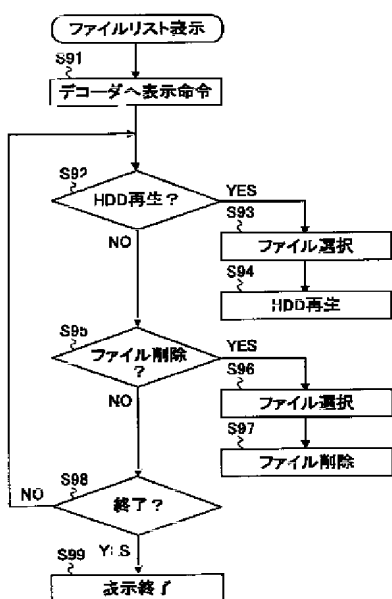 ファイルリスト表示
S91
デコーダへ表示命令
S92
HDD再生？
YES
S93
ファイル選択
S94
HDD再生
NO
S95
ファイル削除
？
YES
S96
ファイル選択
S97
ファイル削除
NO
S98
NO
終了？
YES
S99
表示終了